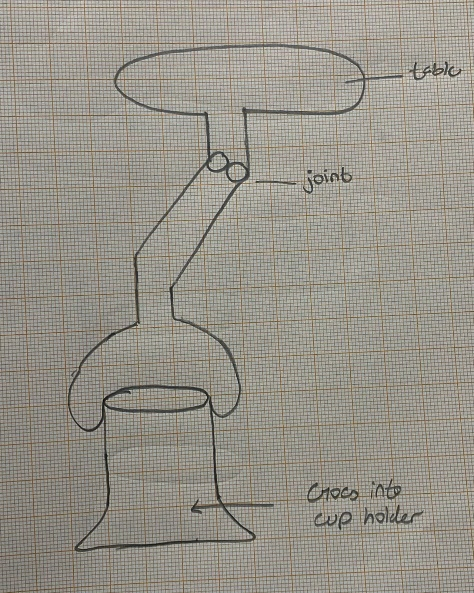 table
joint
Goes into
cup holder